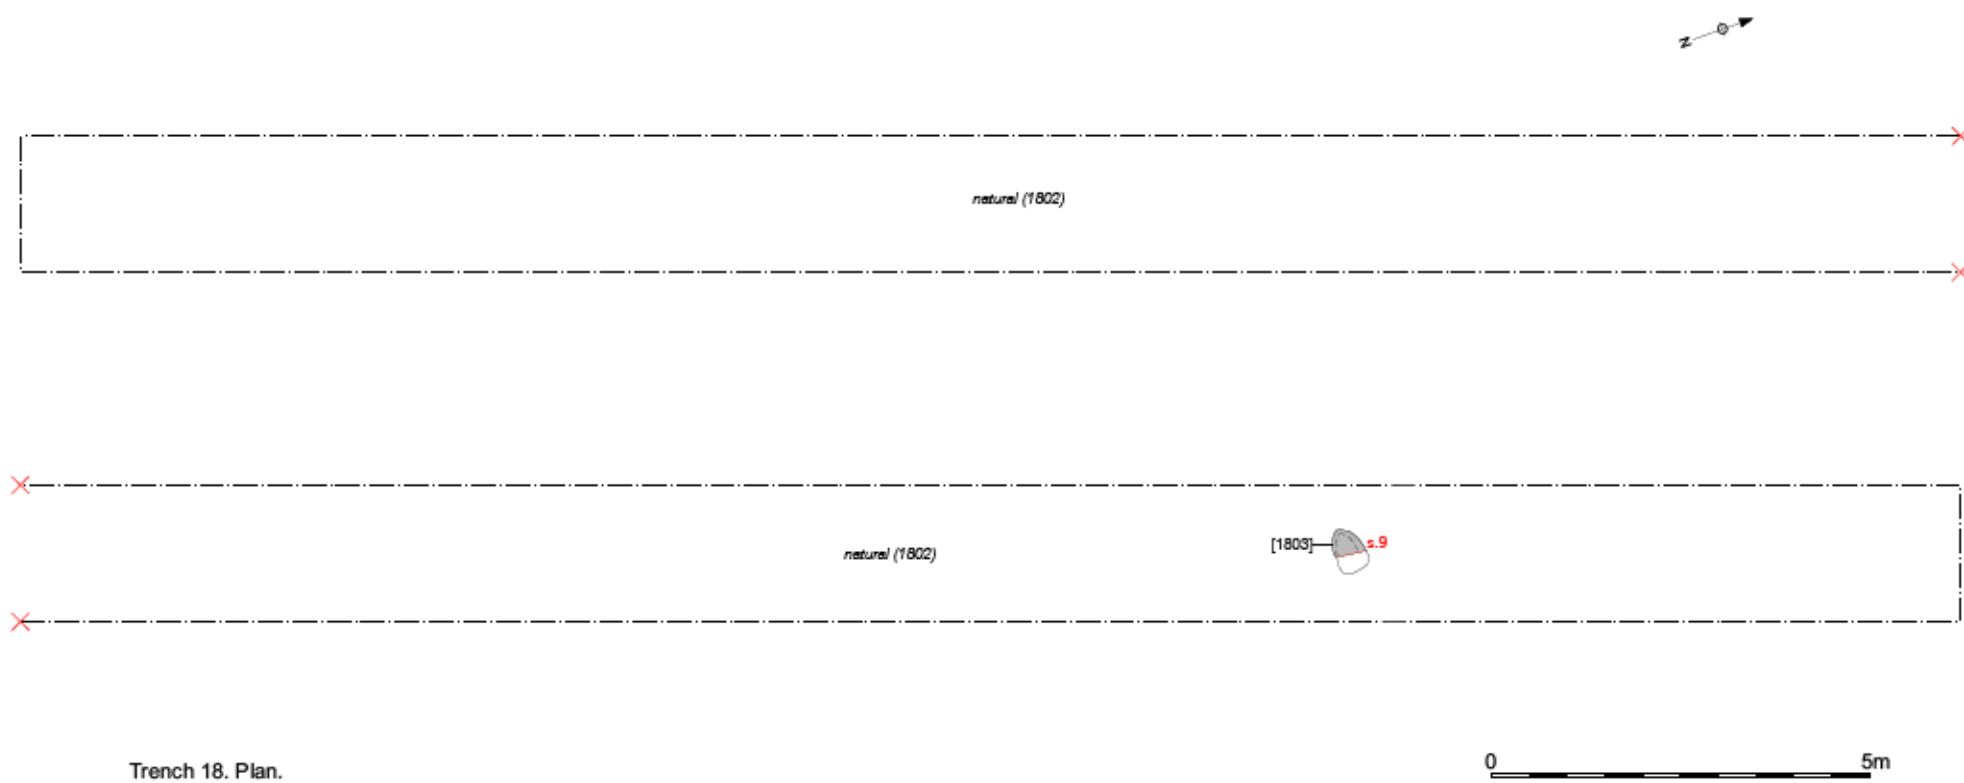 N
natural (1802)
[1803] s.9
natural (1802)
0 5m
Trench 18. Plan.